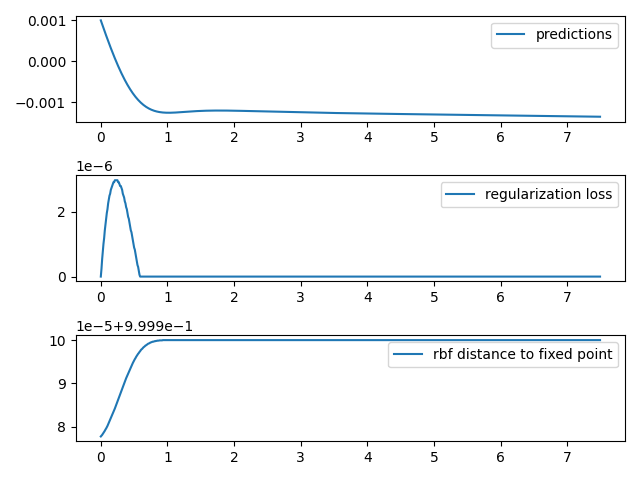 0.001
0.000
−0.001
predictions
0 1 2 3 4 5 6 7
1e−6
2
0
regularization loss
0 1 2 3 4 5 6 7
1e−5+9.999e−1
10
9
8
rbf distance to fixed point
0 1 2 3 4 5 6 7